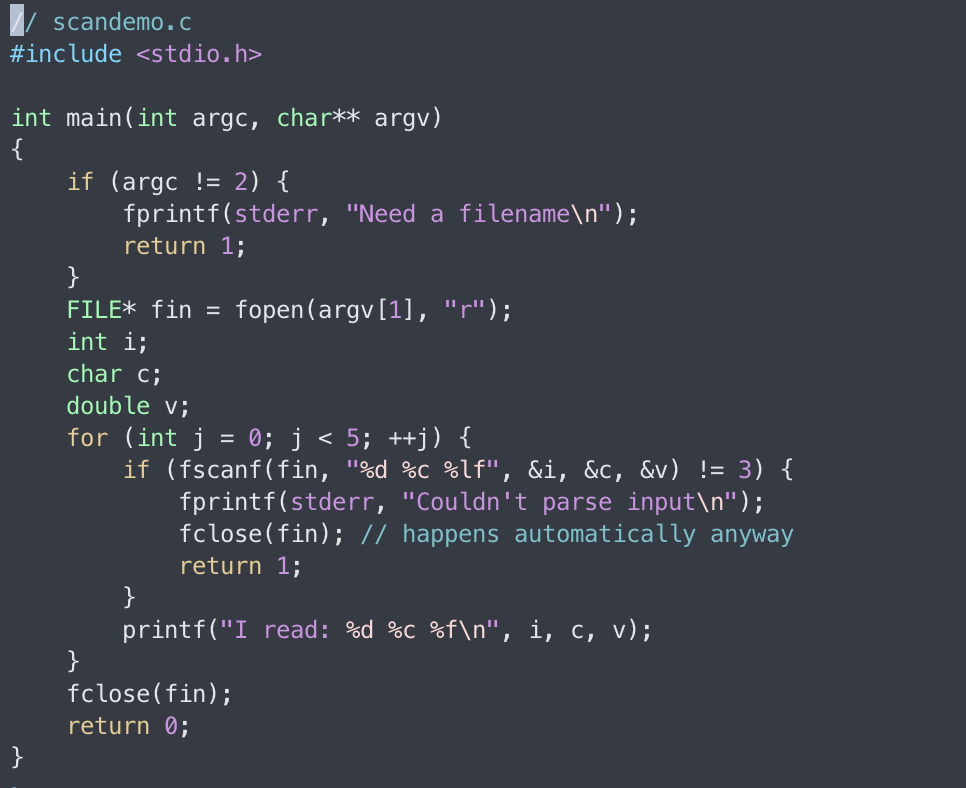 // scandemo.c
#include <stdio.h>

int main(int argc, char** argv)
{
    if (argc != 2) {
        fprintf(stderr, "Need a filename\n");
        return 1;
    }
    FILE* fin = fopen(argv[1], "r");
    int i;
    char c;
    double v;
    for (int j = 0; j < 5; ++j) {
        if (fscanf(fin, "%d %c %lf", &i, &c, &v) != 3) {
            fprintf(stderr, "Couldn't parse input\n");
            fclose(fin); // happens automatically anyway
            return 1;
        }
        printf("I read: %d %c %f\n", i, c, v);
    }
    fclose(fin);
    return 0;
}